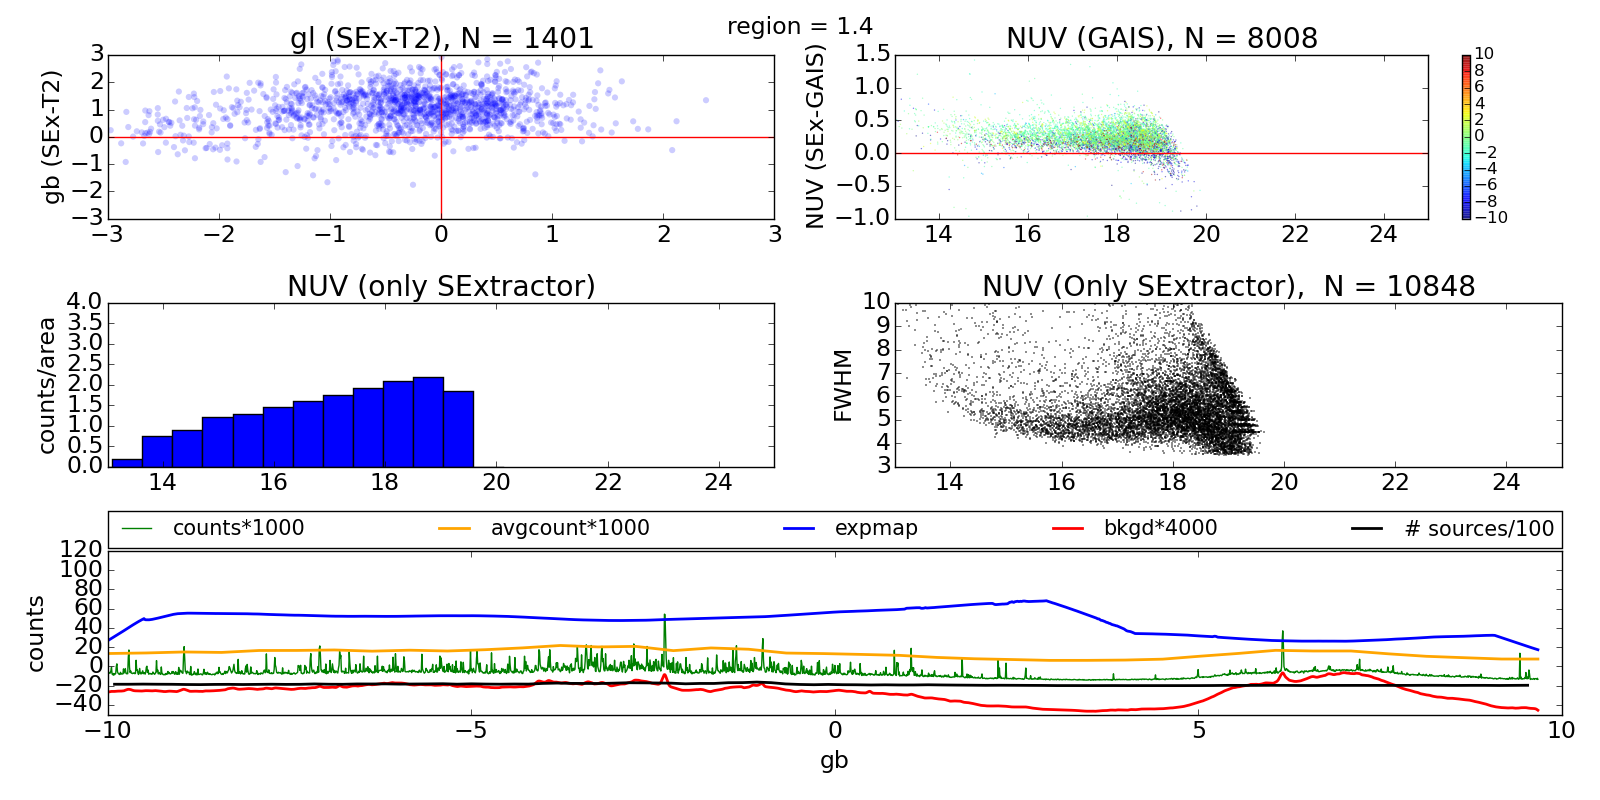 region = 1.4
gl (SEx-T2), N = 1401
gb (SEx-T2)
3
2
1
0
−1
−2
−3
−3 −2 −1 0 1 2 3
NUV (GAIS), N = 8008
NUV (SEx-GAIS)
1.5
1.0
0.5
0.0
−0.5
−1.0
14 16 18 20 22 24
10
8
6
4
2
0
−2
−4
−6
−8
−10
NUV (only SExtractor)
counts/area
4.0
3.5
3.0
2.5
2.0
1.5
1.0
0.5
0.0
14 16 18 20 22 24
NUV (Only SExtractor), N = 10848
FWHM
10
9
8
7
6
5
4
3
14 16 18 20 22 24
counts*1000 avgcount*1000 expmap bkgd*4000 # sources/100
counts
120
100
80
60
40
20
0
−20
−40
−10 −5 0 5 10
gb